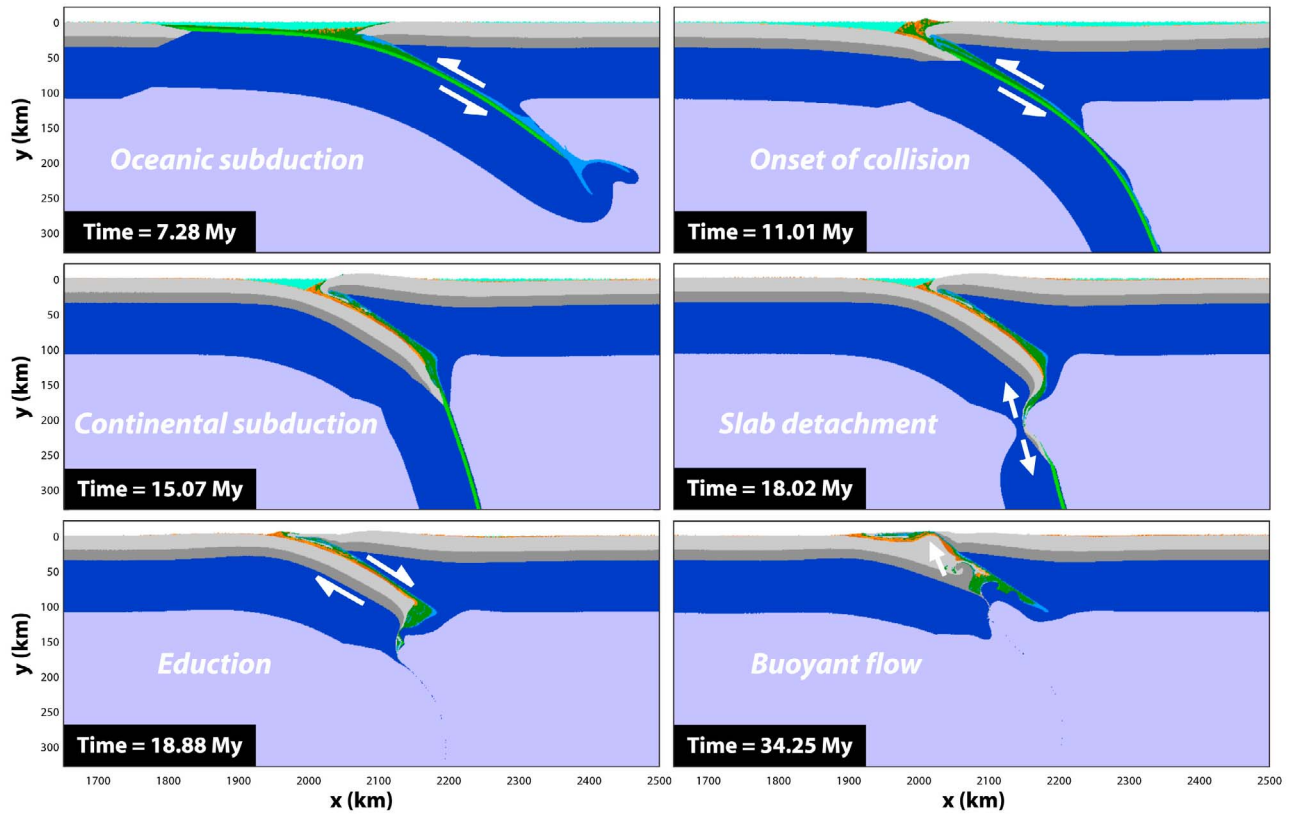 0
50
100
150
200
250
300
y (km)
Oceanic subduction
Time = 7.28 My
Onset of collision
Time = 11.01 My
0
50
100
150
200
250
300
y (km)
Continental subduction
Time = 15.07 My
Slab detachment
Time = 18.02 My
0
50
100
150
200
250
300
y (km)
Eduction
Time = 18.88 My
Buoyant flow
Time = 34.25 My
1700 1800 1900 2000 2100 2200 2300 2400 2500
x (km)
1700 1800 1900 2000 2100 2200 2300 2400 2500
x (km)